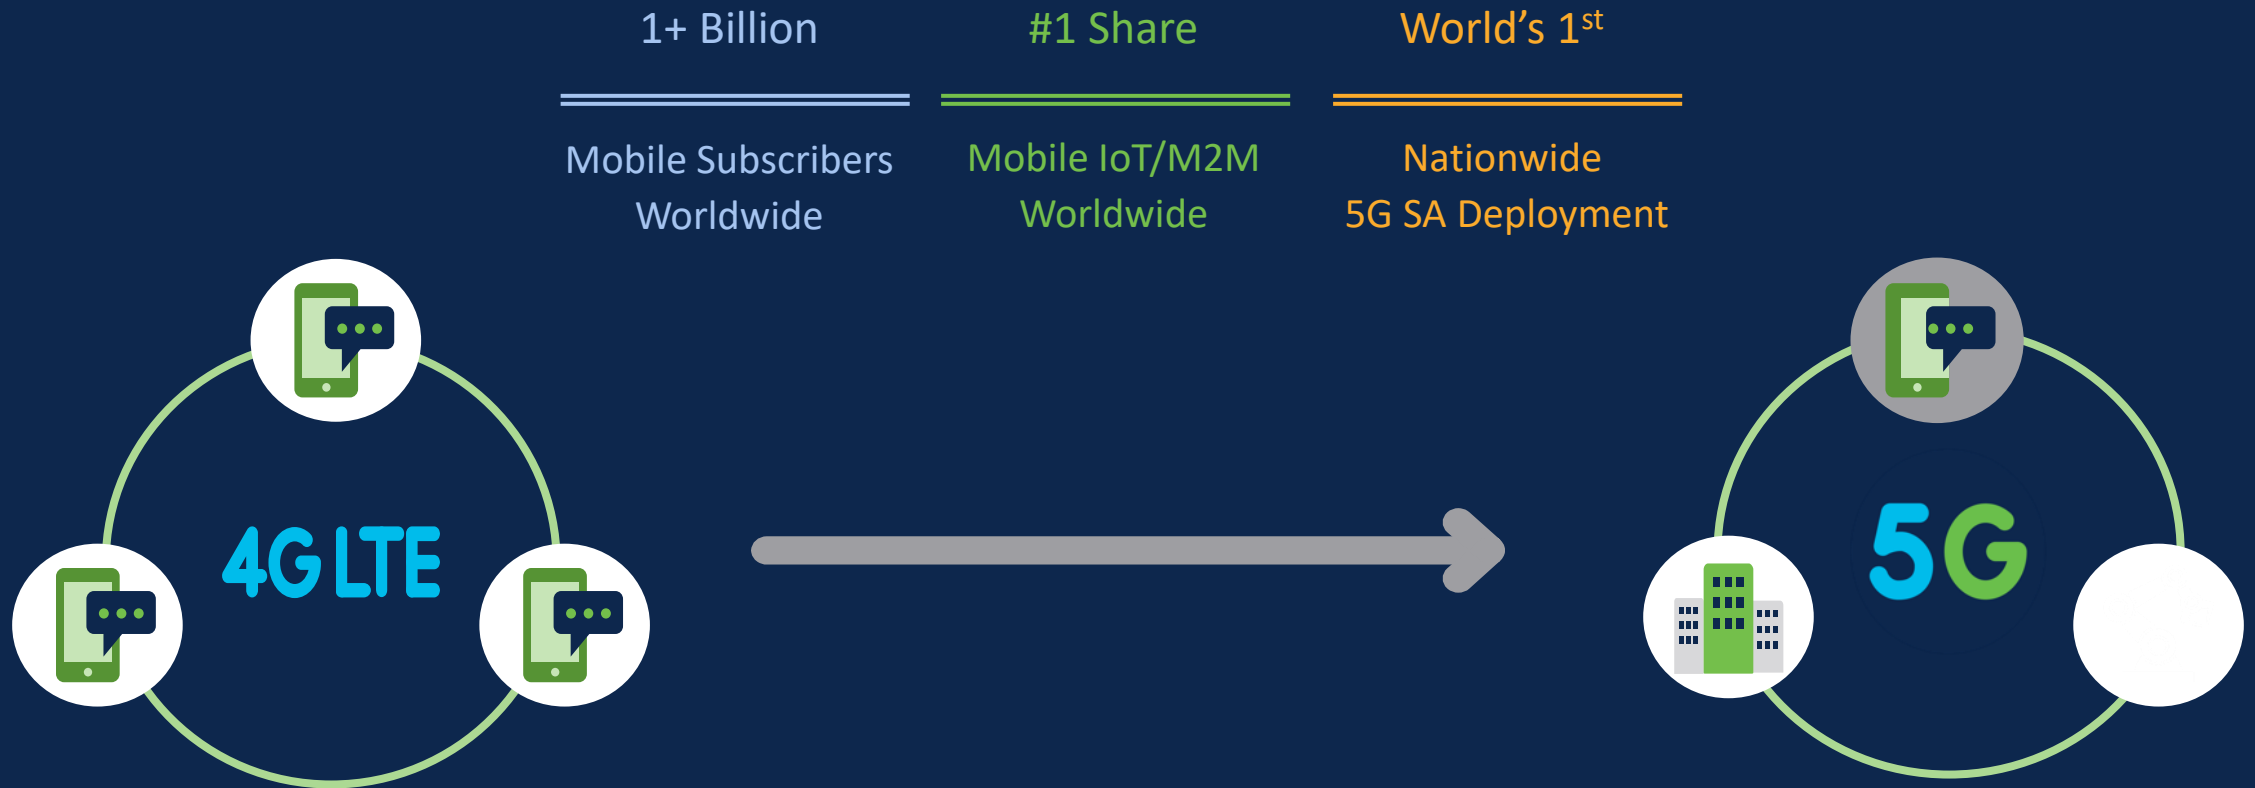 1+ Billion
#1 Share
World's 1st
Mobile Subscribers
Worldwide
Mobile IoT/M2M
Worldwide
Nationwide
5G SA Deployment
4G LTE
5G